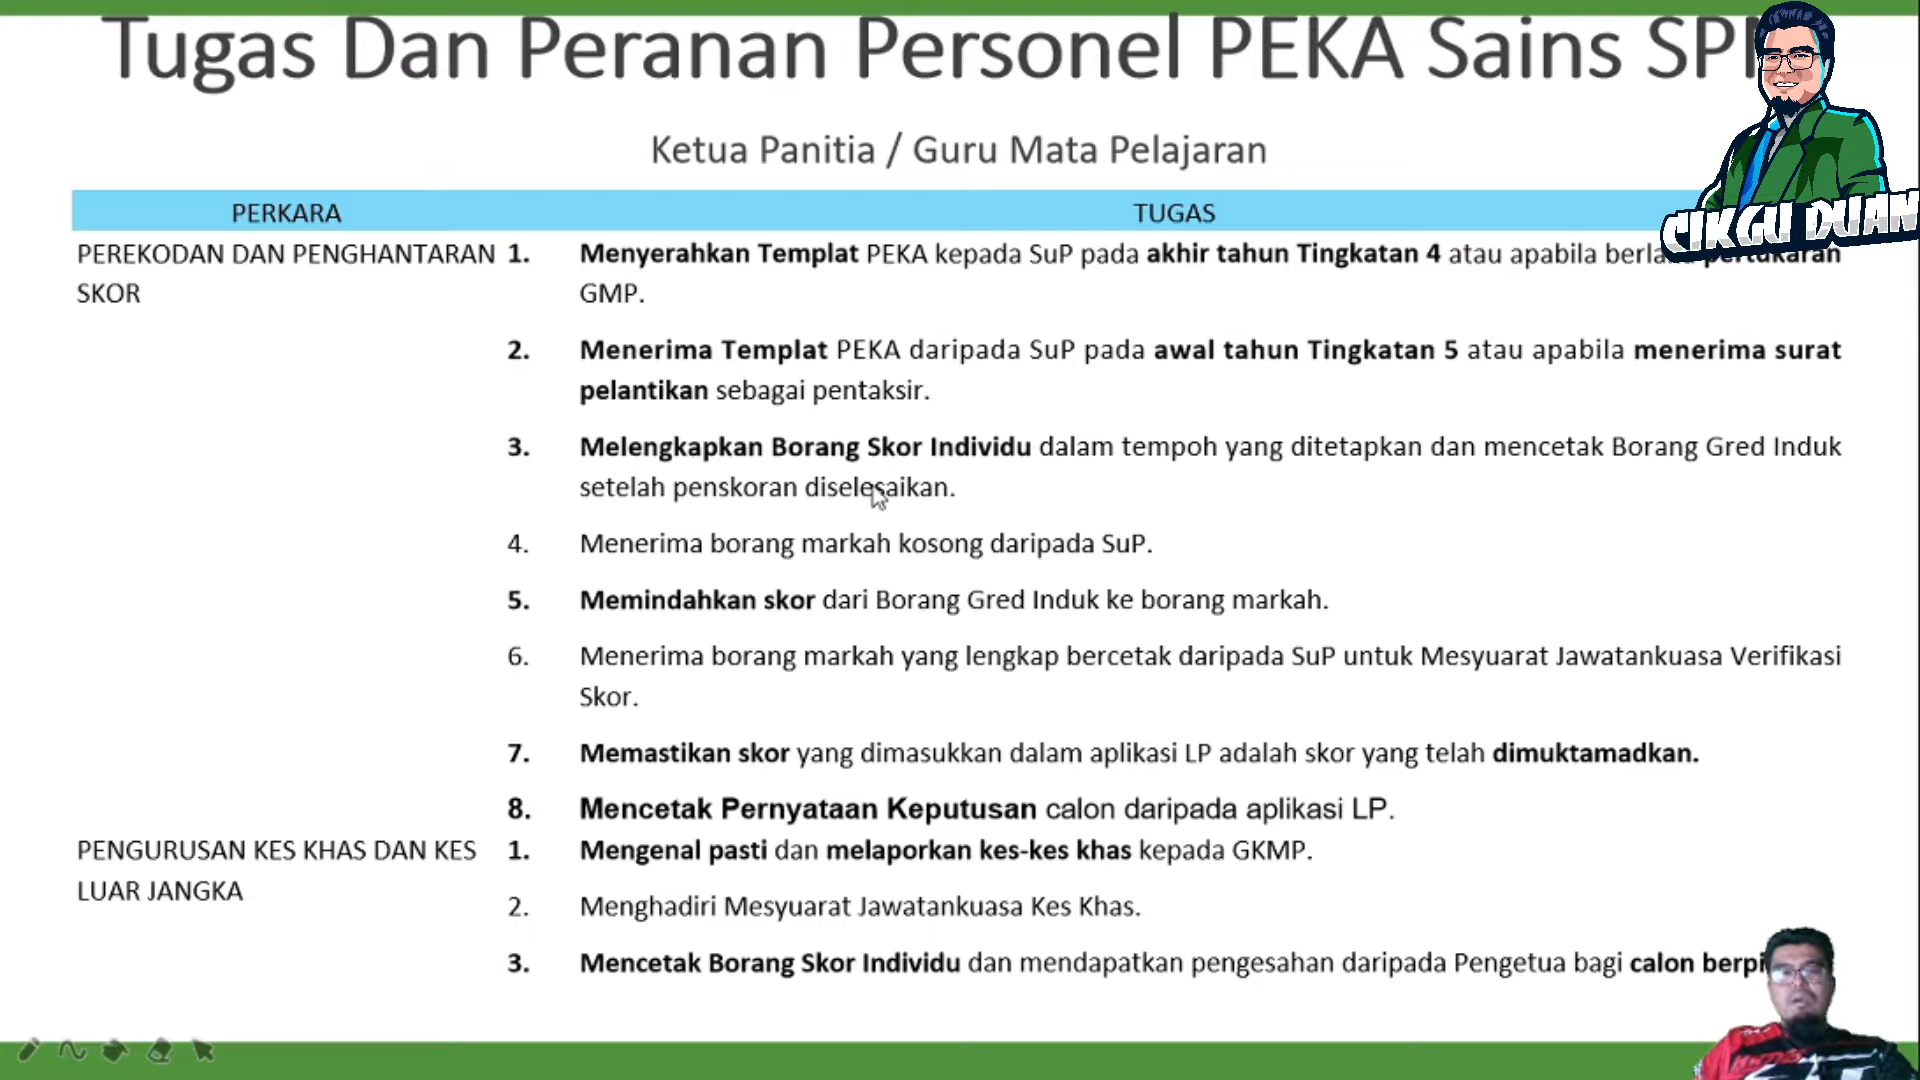 Tugas Dan Peranan Personel PEKA Sains
CIKGU DUAN
Ketua Panitia / Guru Mata Pelajaran
PERKARA TUGAS
PEREKODAN DAN PENGHANTARAN SKOR
1. Menyerahkan Templat PEKA kepada SuP pada akhir tahun Tingkatan 4 atau apabila pertukaran
GMP.
2. Menerima Templat PEKA daripada SuP pada awal tahun Tingkatan 5 atau apabila menerima surat
pelantikan sebagai pentaksir.
3. Melengkapkan Borang Skor Individu dalam tempoh yang ditetapkan dan mencetak Borang Gred Induk
setelah penskoran diselesaikan.
4. Menerima borang markah kosong daripada SuP.
5. Memindahkan skor dari Borang Gred Induk ke borang markah.
6. Menerima borang markah yang lengkap bercetak daripada SuP untuk Mesyuarat Jawatankuasa Verifikasi
Skor.
7. Memastikan skor yang dimasukkan dalam aplikasi LP adalah skor yang telah dimuktamadkan.
8. Mencetak Pernyataan Keputusan calon daripada aplikasi LP.
PENGURUSAN KES KHAS DAN KES
LUAR JANGKA
1. Mengenal pasti dan melaporkan kes-kes khas kepada GKMP.
2. Menghadiri Mesyuarat Jawatankuasa Kes Khas.
3. Mencetak Borang Skor Individu dan mendapatkan pengesahan daripada Pengetua bagi calon